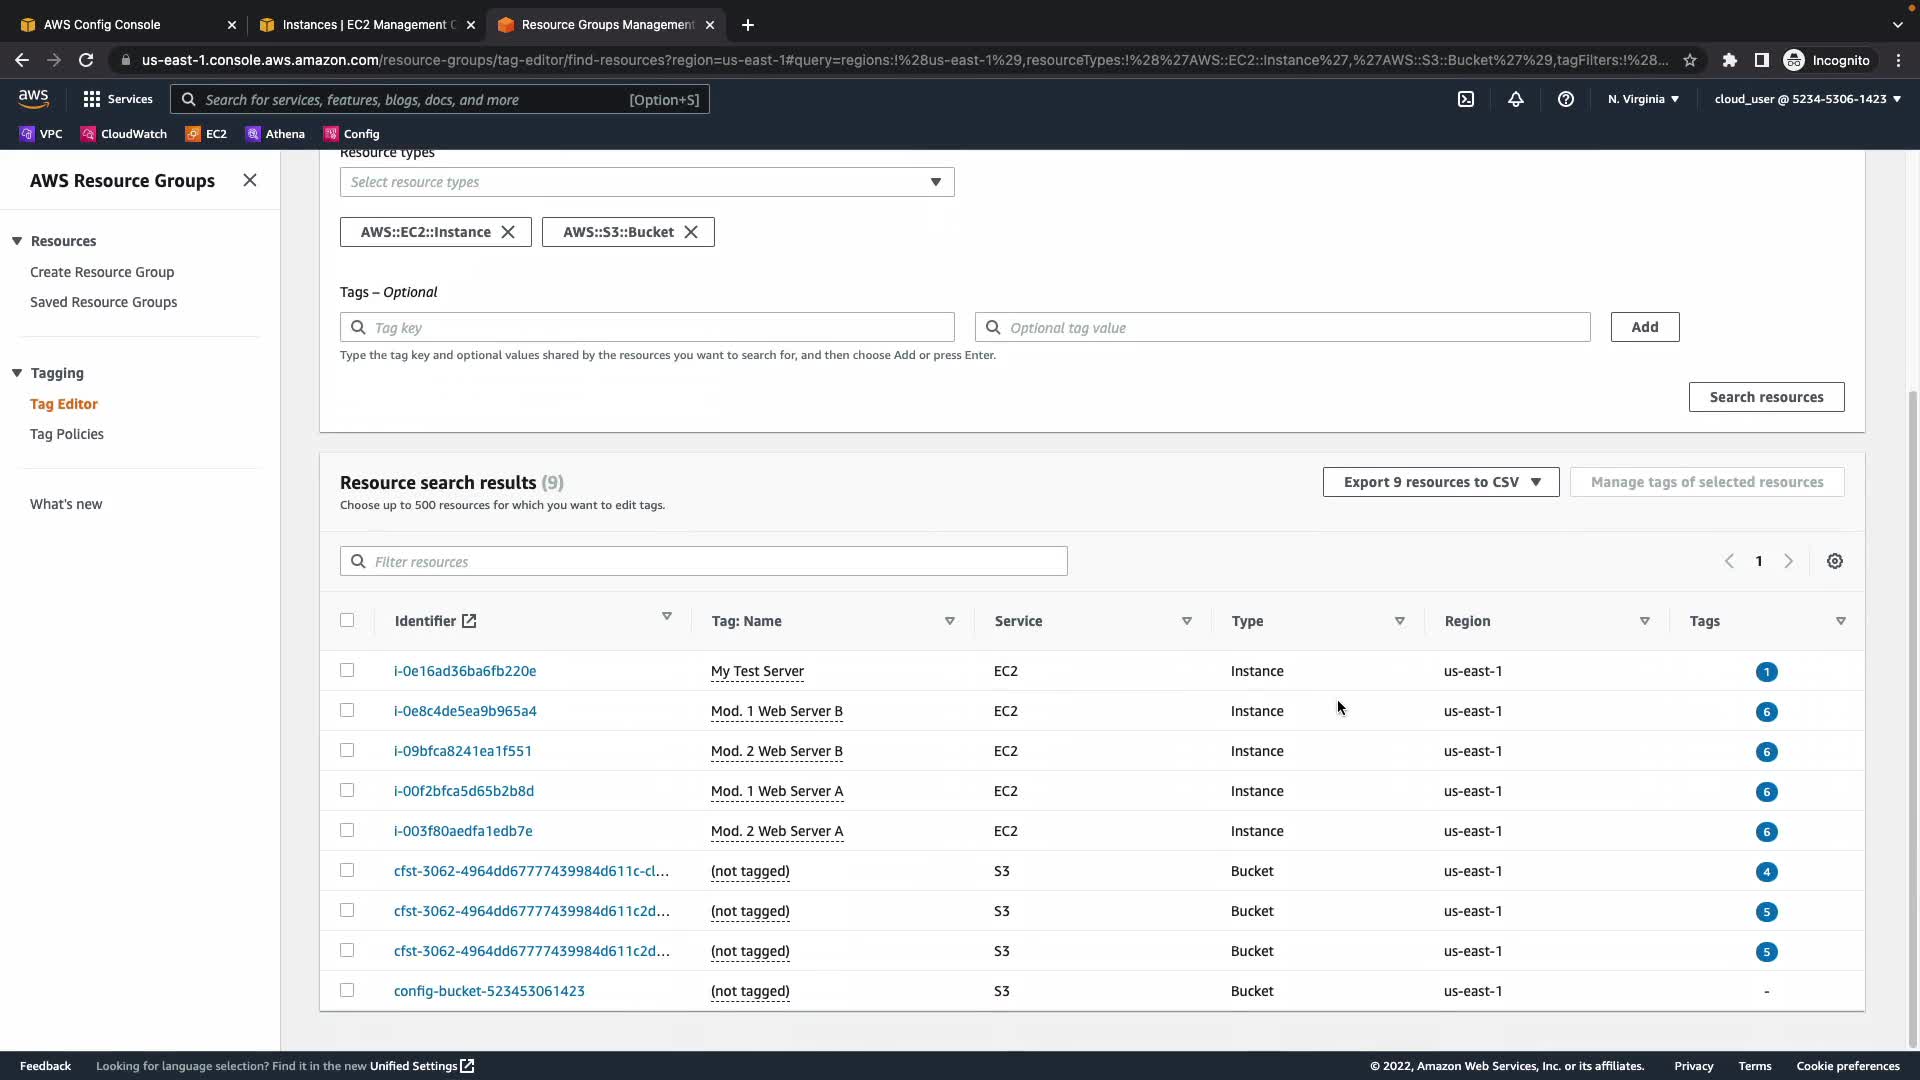 AWS Config Console
Instances | EC2 Management C
Resource Groups Management
us-east-1.console.aws.amazon.com/resource-groups/tag-editor/find-resources?region=us-east-1#query=regions:!%28us-east-1%29,resourceTypes:!%28%27AWS::EC2::Instance%27,%27AWS::S3::Bucket%27%29,tagFilters:!%28...
Incognito
aws
Services
Search for services, features, blogs, docs, and more
[Option+S]
N. Virginia
cloud_user @ 5234-5306-1423
VPC
CloudWatch
EC2
Athena
Config
AWS Resource Groups
Resources
Create Resource Group
Saved Resource Groups
Tagging
Tag Editor
Tag Policies
What's new
Resource types
Select resource types
AWS::EC2::Instance
AWS::S3::Bucket
Tags – Optional
Tag key
Optional tag value
Add
Type the tag key and optional values shared by the resources you want to search for, and then choose Add or press Enter.
Search resources
Resource search results (9)
Choose up to 500 resources for which you want to edit tags.
Export 9 resources to CSV
Manage tags of selected resources
Filter resources
1
Identifier Tag: Name Service Type Region Tags
i-0e16ad36ba6fb220e My Test Server EC2 Instance us-east-1 1
i-0e8c4de5ea9b965a4 Mod. 1 Web Server B EC2 Instance us-east-1 6
i-09bfca8241ea1f551 Mod. 2 Web Server B EC2 Instance us-east-1 6
i-00f2bfca5d65b2b8d Mod. 1 Web Server A EC2 Instance us-east-1 6
i-003f80aedfa1edb7e Mod. 2 Web Server A EC2 Instance us-east-1 6
cfst-3062-4964dd67777439984d611c-cl... (not tagged) S3 Bucket us-east-1 4
cfst-3062-4964dd67777439984d611c2d... (not tagged) S3 Bucket us-east-1 5
cfst-3062-4964dd67777439984d611c2d... (not tagged) S3 Bucket us-east-1 5
config-bucket-523453061423 (not tagged) S3 Bucket us-east-1 -
Feedback
Looking for language selection? Find it in the new Unified Settings
© 2022, Amazon Web Services, Inc. or its affiliates.
Privacy
Terms
Cookie preferences